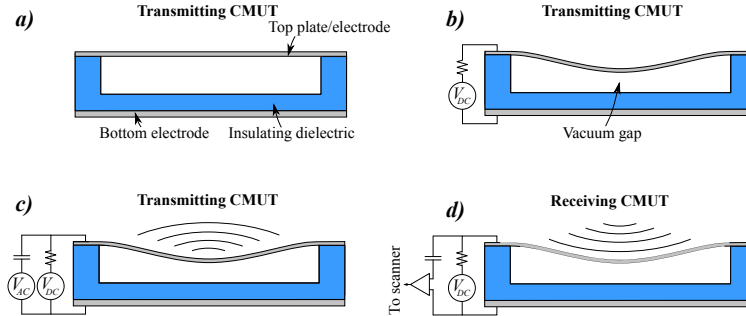 a)
Transmitting CMUT
Top plate/electrode
Bottom electrode
Insulating dielectric
b)
Transmitting CMUT
V_DC
Vacuum gap
c)
Transmitting CMUT
V_AC
V_DC
d)
Receiving CMUT
To scanner
V_DC